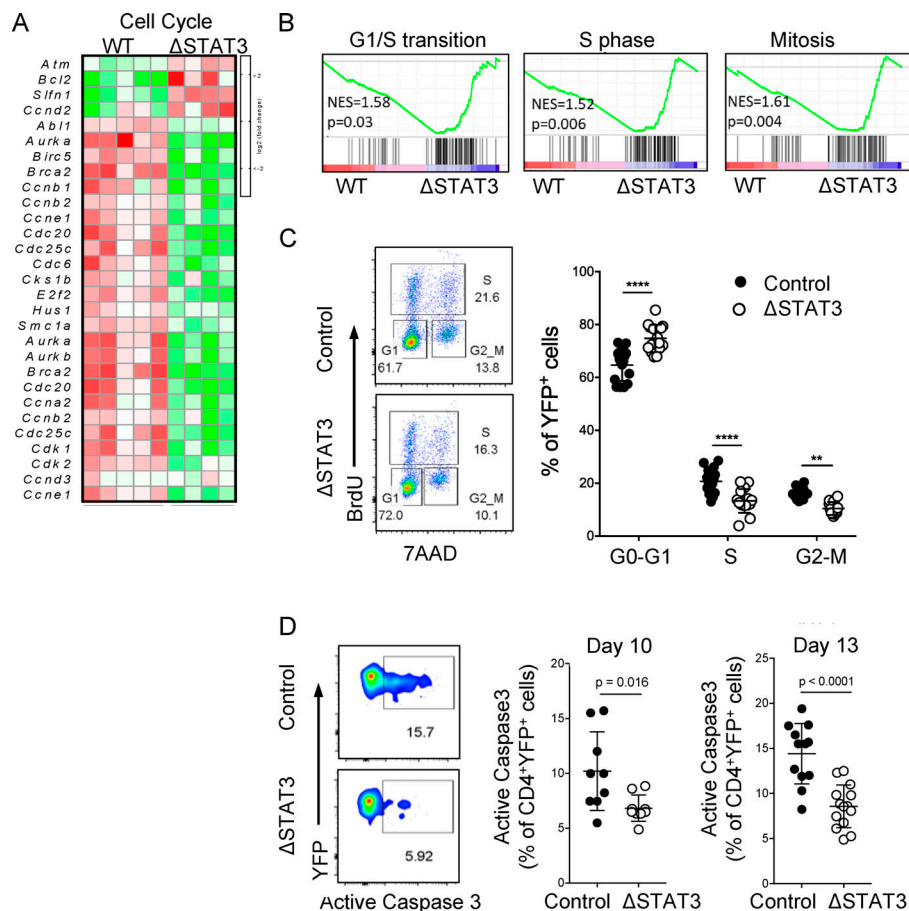 A
Cell Cycle
WT ΔSTAT3
Atm
Bcl2
Slfn1
Ccnd2
Abl1
Aurka
Birc5
Brca2
Ccnb1
Ccnb2
Ccne1
Cdc20
Cdc25c
Cdc6
Cks1b
E2f2
Hus1
Smc1a
Aurka
Aurkb
Brca2
Cdc20
Ccna2
Ccnb2
Cdc25c
Cdk1
Cdk2
Ccnd3
Ccne1
log2 (fold change)
B
G1/S transition
NES=1.58
p=0.03
WT ΔSTAT3
S phase
NES=1.52
p=0.006
WT ΔSTAT3
Mitosis
NES=1.61
p=0.004
WT ΔSTAT3
C
Control
S
21.6
G1
61.7
G2_M
13.8
ΔSTAT3
S
16.3
G1
72.0
G2_M
10.1
BrdU
7AAD
% of YFP+ cells
100
80
60
40
20
0
Control
ΔSTAT3
****
****
**
G0-G1 S G2-M
D
Control
15.7
ΔSTAT3
5.92
YFP
Active Caspase 3
Day 10
Active Caspase3
(% of CD4+YFP+ cells)
20
15
10
5
0
p = 0.016
Control ΔSTAT3
Day 13
Active Caspase3
(% of CD4+YFP+ cells)
25
20
15
10
5
0
p < 0.0001
Control ΔSTAT3